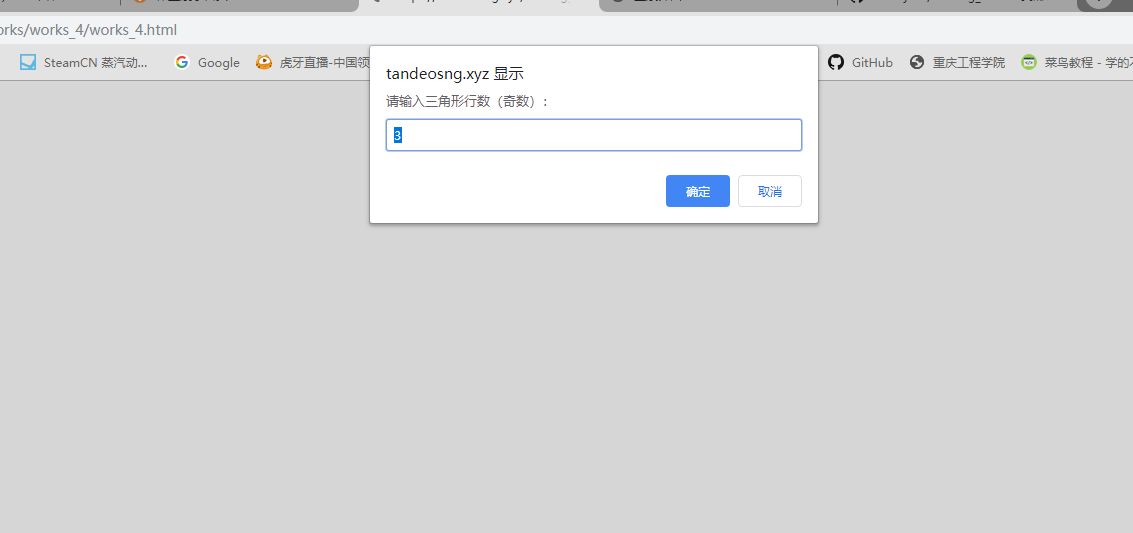 orks/works_4/works_4.html
SteamCN 蒸汽动... Google 虎牙直播-中国领 GitHub 重庆工程学院 菜鸟教程 - 学的不
tandeosng.xyz 显示
请输入三角形行数（奇数）：
3
确定 取消